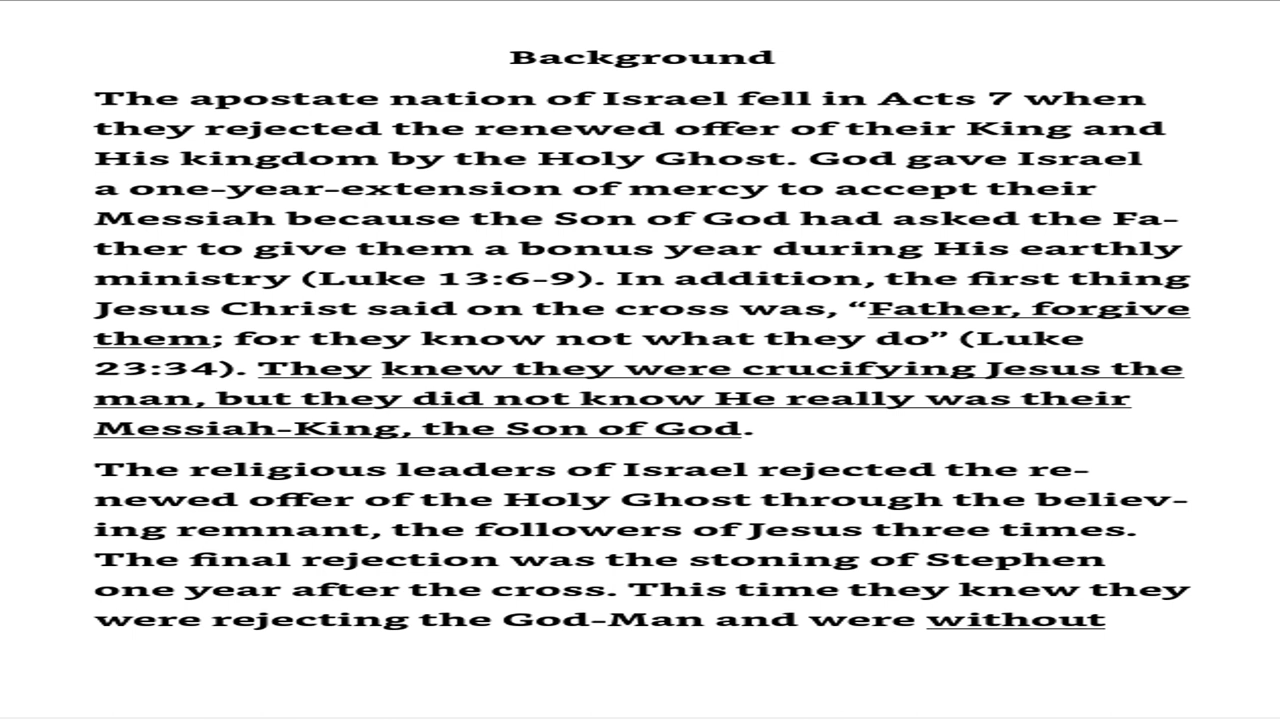 Background
The apostate nation of Israel fell in Acts 7 when
they rejected the renewed offer of their King and
His kingdom by the Holy Ghost. God gave Israel
a one-year-extension of mercy to accept their
Messiah because the Son of God had asked the Fa-
ther to give them a bonus year during His earthly
ministry (Luke 13:6-9). In addition, the first thing
Jesus Christ said on the cross was, “Father, forgive
them; for they know not what they do” (Luke
23:34). They knew they were crucifying Jesus the
man, but they did not know He really was their
Messiah-King, the Son of God.
The religious leaders of Israel rejected the re-
newed offer of the Holy Ghost through the believ-
ing remnant, the followers of Jesus three times.
The final rejection was the stoning of Stephen
one year after the cross. This time they knew they
were rejecting the God-Man and were without